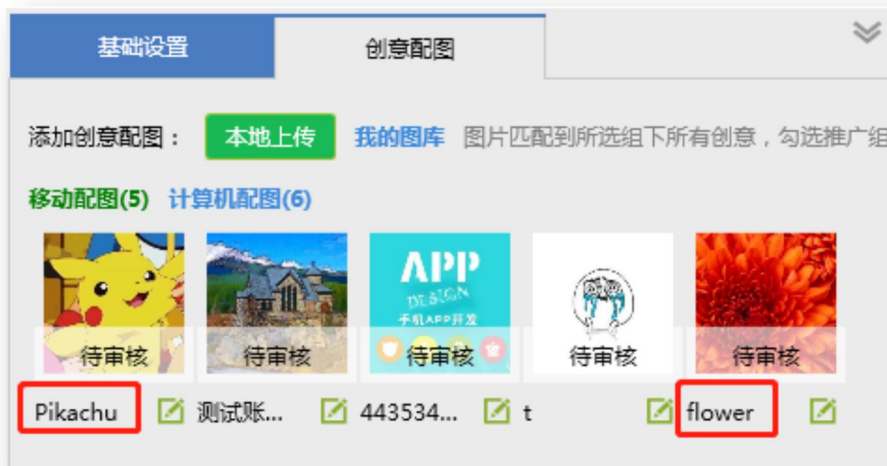 基础设置 创意配图
添加创意配图： 本地上传 我的图库 图片匹配到所选组下所有创意，勾选推广组
移动配图(5) 计算机配图(6)
APP
DESIGN
手机APP开发
待审核 待审核 待审核 待审核 待审核
Pikachu 测试账... 443534... t flower